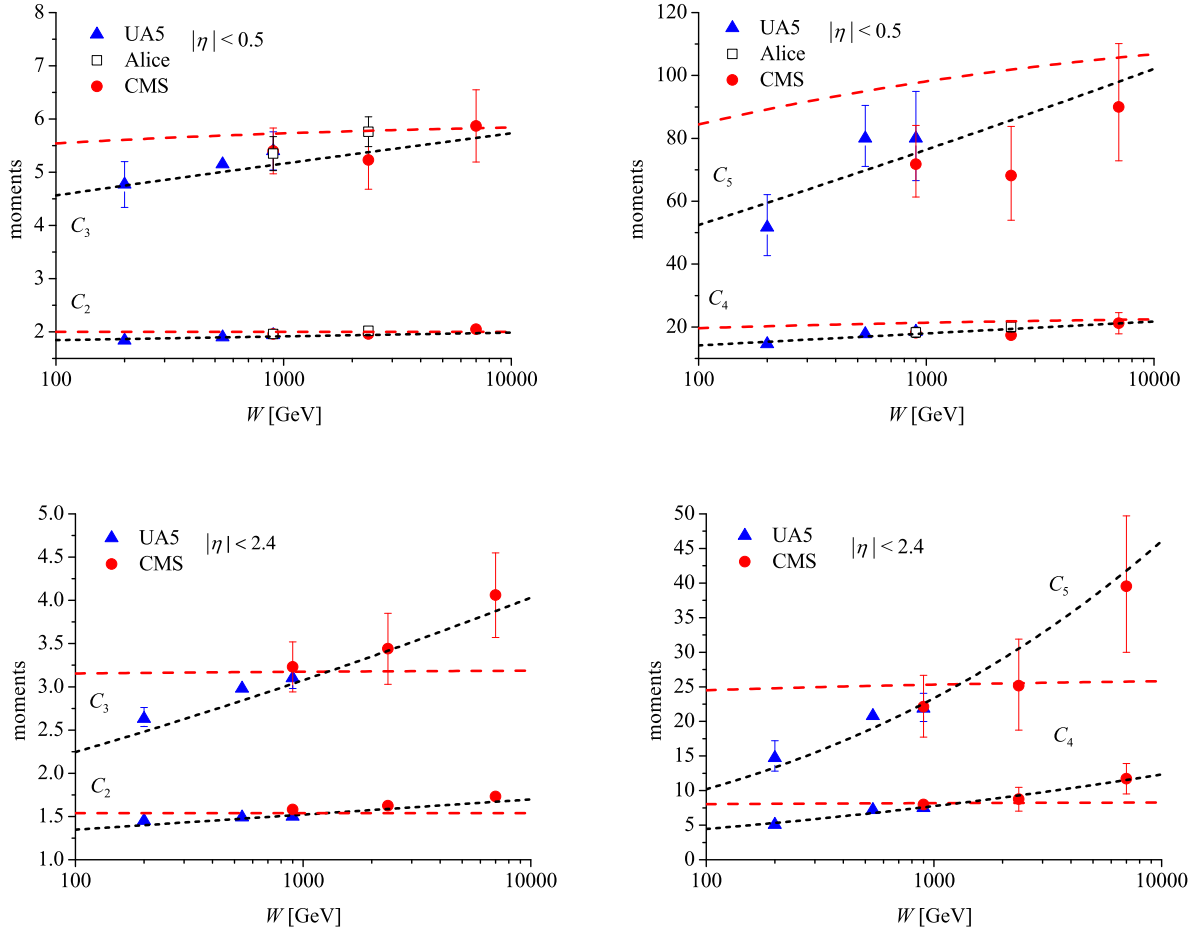 8
7
6
5
4
3
2
moments
UA5
Alice
CMS
|η| < 0.5
C3
C2
100 1000 10000
W [GeV]
120
100
80
60
40
20
moments
UA5
Alice
CMS
|η| < 0.5
C5
C4
100 1000 10000
W [GeV]
5.0
4.5
4.0
3.5
3.0
2.5
2.0
1.5
1.0
moments
UA5
CMS
|η| < 2.4
C3
C2
100 1000 10000
W [GeV]
50
45
40
35
30
25
20
15
10
5
0
moments
UA5
CMS
|η| < 2.4
C5
C4
100 1000 10000
W [GeV]